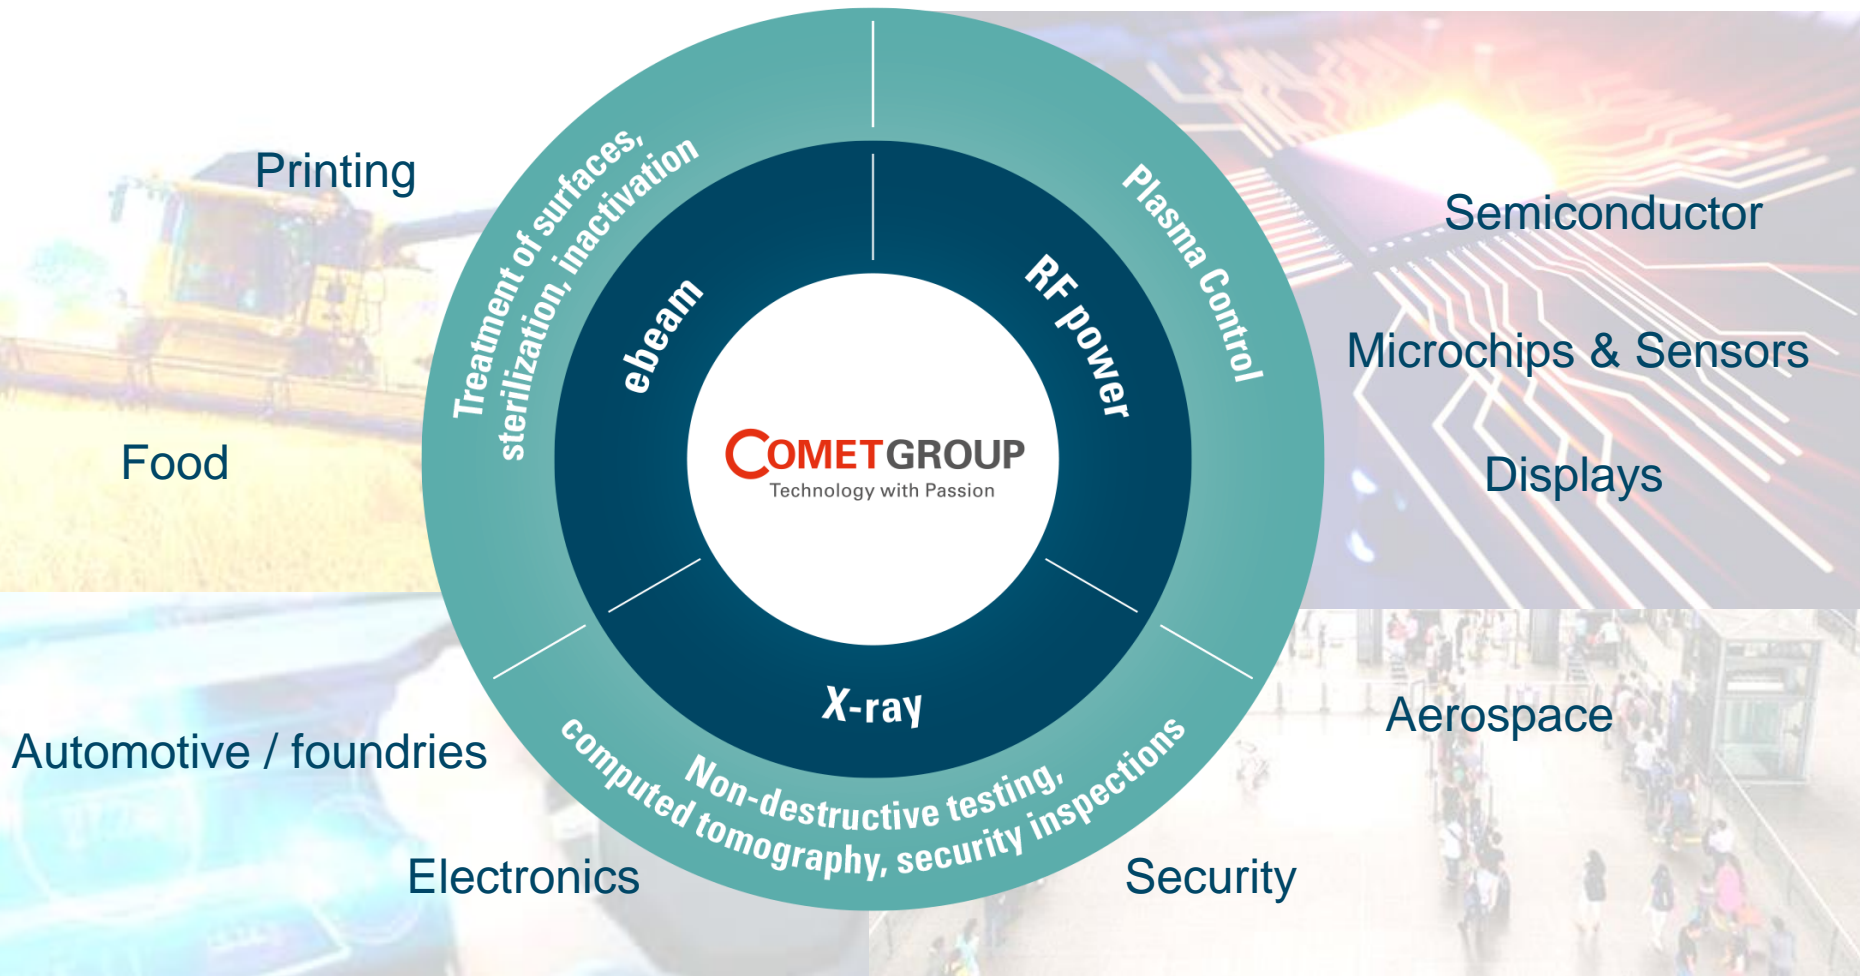 Printing
Food
Treatment of surfaces,
sterilization, inactivation
ebeam
RF power
Plasma Control
Semiconductor
Microchips & Sensors
Displays
COMETGROUP
Technology with Passion
X-ray
Non-destructive testing,
computed tomography, security inspections
Automotive / foundries
Electronics
Aerospace
Security